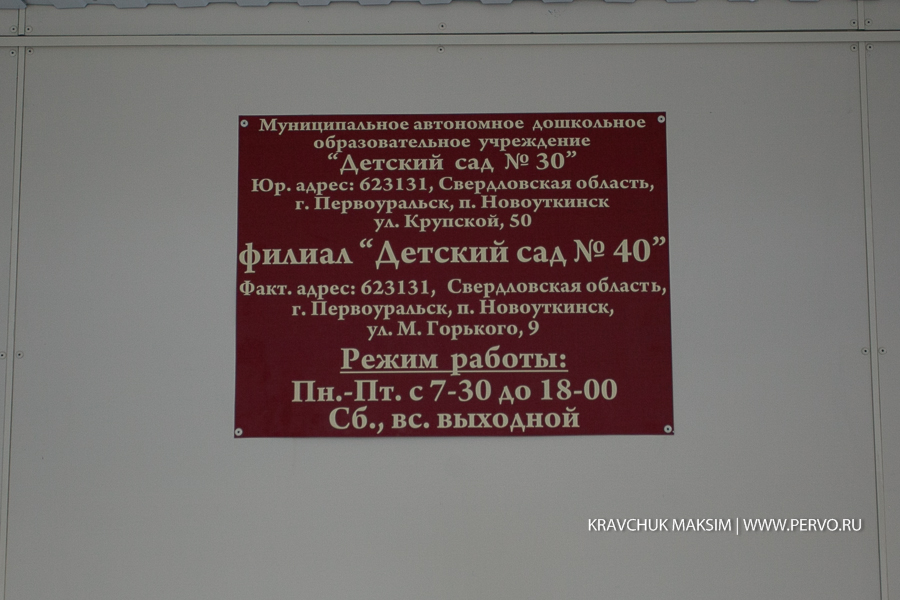 Муниципальное автономное дошкольное
образовательное учреждение
“Детский сад № 30”
Юр. адрес: 623131, Свердловская область,
г. Первоуральск, п. Новоуткинск
ул. Крупской, 50
филиал “Детский сад № 40”
Факт. адрес: 623131, Свердловская область,
г. Первоуральск, п. Новоуткинск,
ул. М. Горького, 9
Режим работы:
Пн.-Пт. с 7-30 до 18-00
Сб., вс. выходной
KRAVCHUK MAKSIM | WWW.PERVO.RU